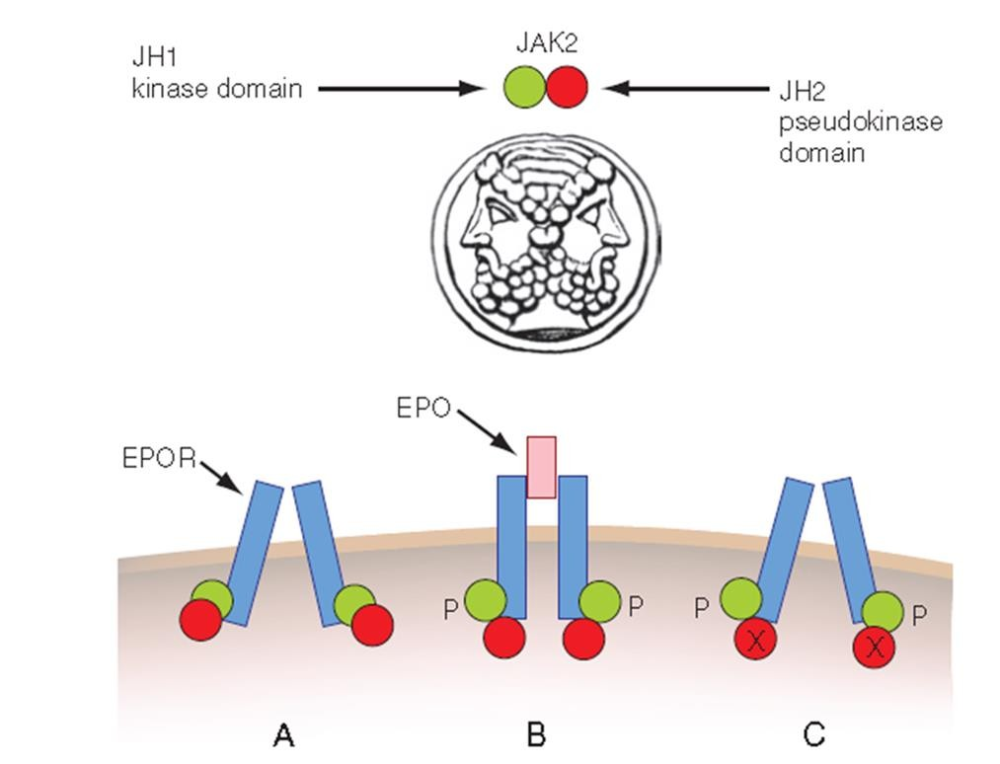 JAK2
JH1
kinase domain
JH2
pseudokinase
domain
EPO
EPOR
P
P
P
P
X
X
A
B
C